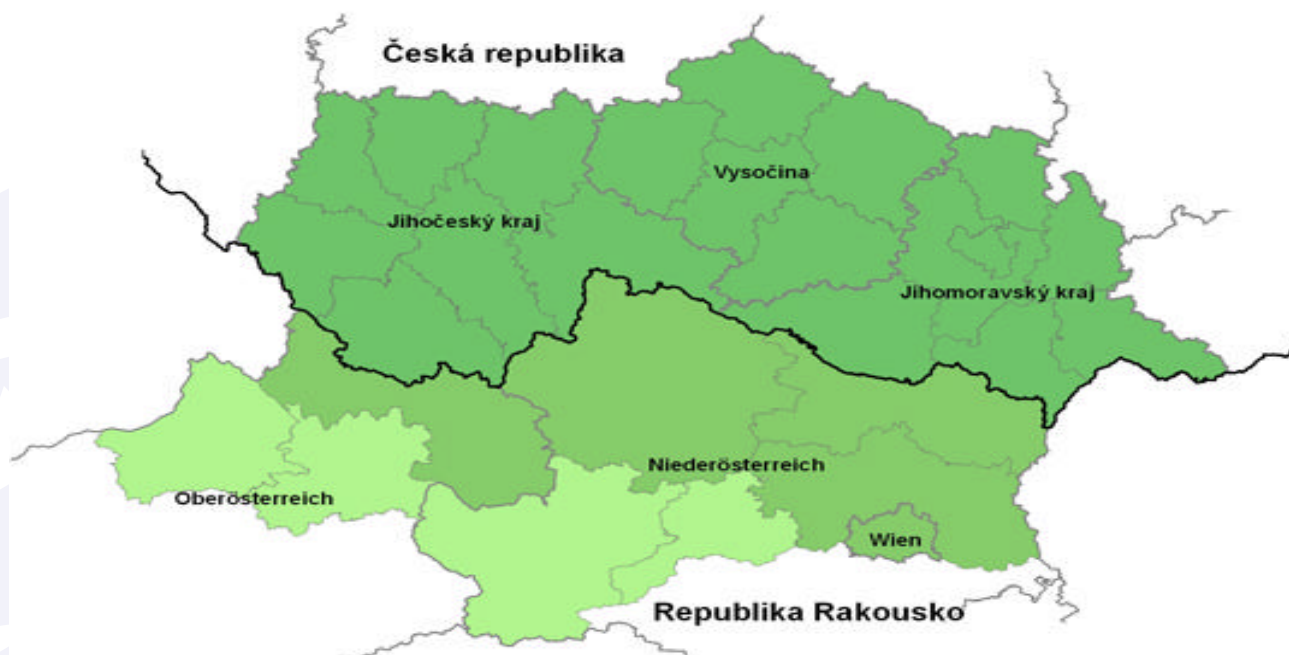 Česká republika
Vysočina
Jihočeský kraj
Jihomoravský kraj
Niederösterreich
Oberösterreich
Wien
Republika Rakousko